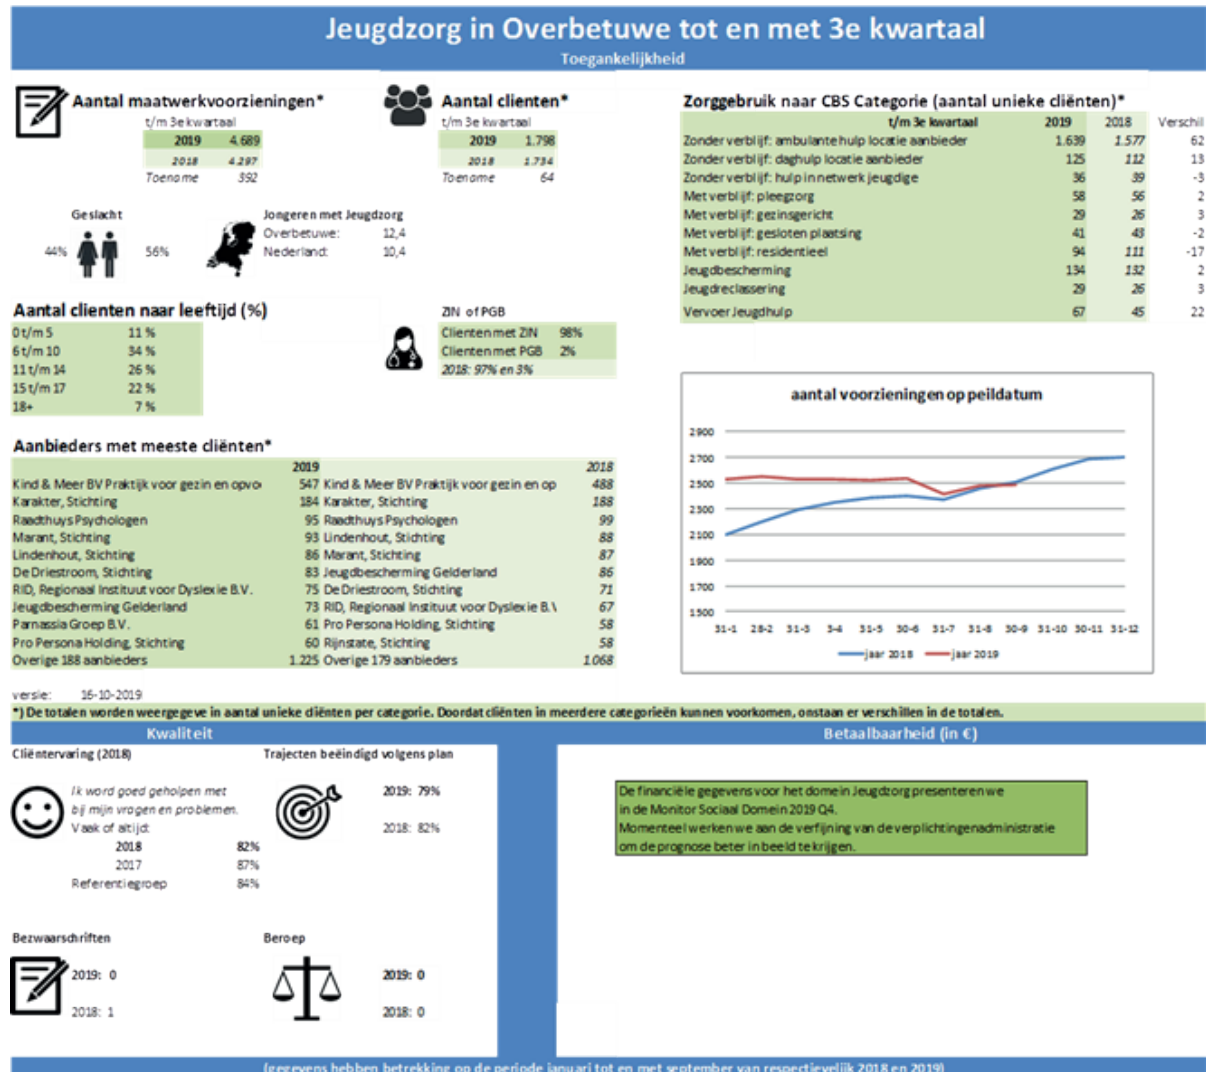 Jeugdzorg in Overbetuwe tot en met 3e kwartaal
Toegankelijkheid
Aantal maatwerkvoorzieningen*
t/m 3e kwartaal
2019 4.689
2018 4.297
Toename 392
Aantal clienten*
t/m 3e kwartaal
2019 1.798
2018 1.734
Toename 64
Geslacht
44% 56%
Jongeren met Jeugdzorg
Overbetuwe: 12,4
Nederland: 10,4
Aantal clienten naar leeftijd (%)
0 t/m 5 11 %
6 t/m 10 34 %
11 t/m 14 26 %
15 t/m 17 22 %
18+ 7 %
ZIN of PGB
Clienten met ZIN 98%
Clienten met PGB 2%
2018: 97% en 3%
Zorggebruik naar CBS Categorie (aantal unieke cliënten)*
t/m 3e kwartaal 2019 2018 Verschil
Zonder verblijf: ambulante hulp locatie aanbieder 1.639 1.577 62
Zonder verblijf: daghulp locatie aanbieder 125 112 13
Zonder verblijf: hulp in netwerk jeugdige 36 39 -3
Met verblijf: pleegzorg 58 56 2
Met verblijf: gezinsgericht 29 26 3
Met verblijf: gesloten plaatsing 41 43 -2
Met verblijf: residentieel 94 111 -17
Jeugdbescherming 134 132 2
Jeugdreclassering 29 26 3
Vervoer Jeugdhulp 67 45 22
Aanbieders met meeste cliënten*
2019 2018
Kind & Meer BV Praktijk voor gezin en opvo 547 Kind & Meer BV Praktijk voor gezin en op 488
Karakter, Stichting 184 Karakter, Stichting 188
Raadthuys Psychologen 95 Raadthuys Psychologen 99
Marant, Stichting 93 Lindenhout, Stichting 88
Lindenhout, Stichting 86 Marant, Stichting 87
De Driestroom, Stichting 83 Jeugdbescherming Gelderland 86
RID, Regionaal Instituut voor Dyslexie B.V. 75 De Driestroom, Stichting 71
Jeugdbescherming Gelderland 73 RID, Regionaal Instituut voor Dyslexie B.V 67
Parnassia Groep B.V. 61 Pro Persona Holding, Stichting 58
Pro Persona Holding, Stichting 60 Rijnstate, Stichting 58
Overige 188 aanbieders 1.225 Overige 179 aanbieders 1.068
aantal voorzieningen op peildatum
2900
2700
2500
2300
2100
1900
1700
1500
31-1 28-2 31-3 3-4 31-5 30-6 31-7 31-8 30-9 31-10 30-11 31-12
jaar 2018 jaar 2019
versie: 16-10-2019
*) De totalen worden weergegeve in aantal unieke cliënten per categorie. Doordat cliënten in meerdere categorieën kunnen voorkomen, onstaan er verschillen in de totalen.
Kwaliteit
Cliëntervaring (2018)
Ik word goed geholpen met
bij mijn vragen en problemen.
Vaak of altijd:
2018 82%
2017 87%
Referentiegroep 84%
Trajecten beëindigd volgens plan
2019: 79%
2018: 82%
Bezwaarschriften
2019: 0
2018: 1
Beroep
2019: 0
2018: 0
Betaalbaarheid (in €)
De financiële gegevens voor het domein Jeugdzorg presenteren we
in de Monitor Sociaal Domein 2019 Q4.
Momenteel werken we aan de verfijning van de verplichtingenadministratie
om de prognose beter in beeld te krijgen.
(gegevens hebben betrekking op de periode januari tot en met september van respectievelijk 2018 en 2019)